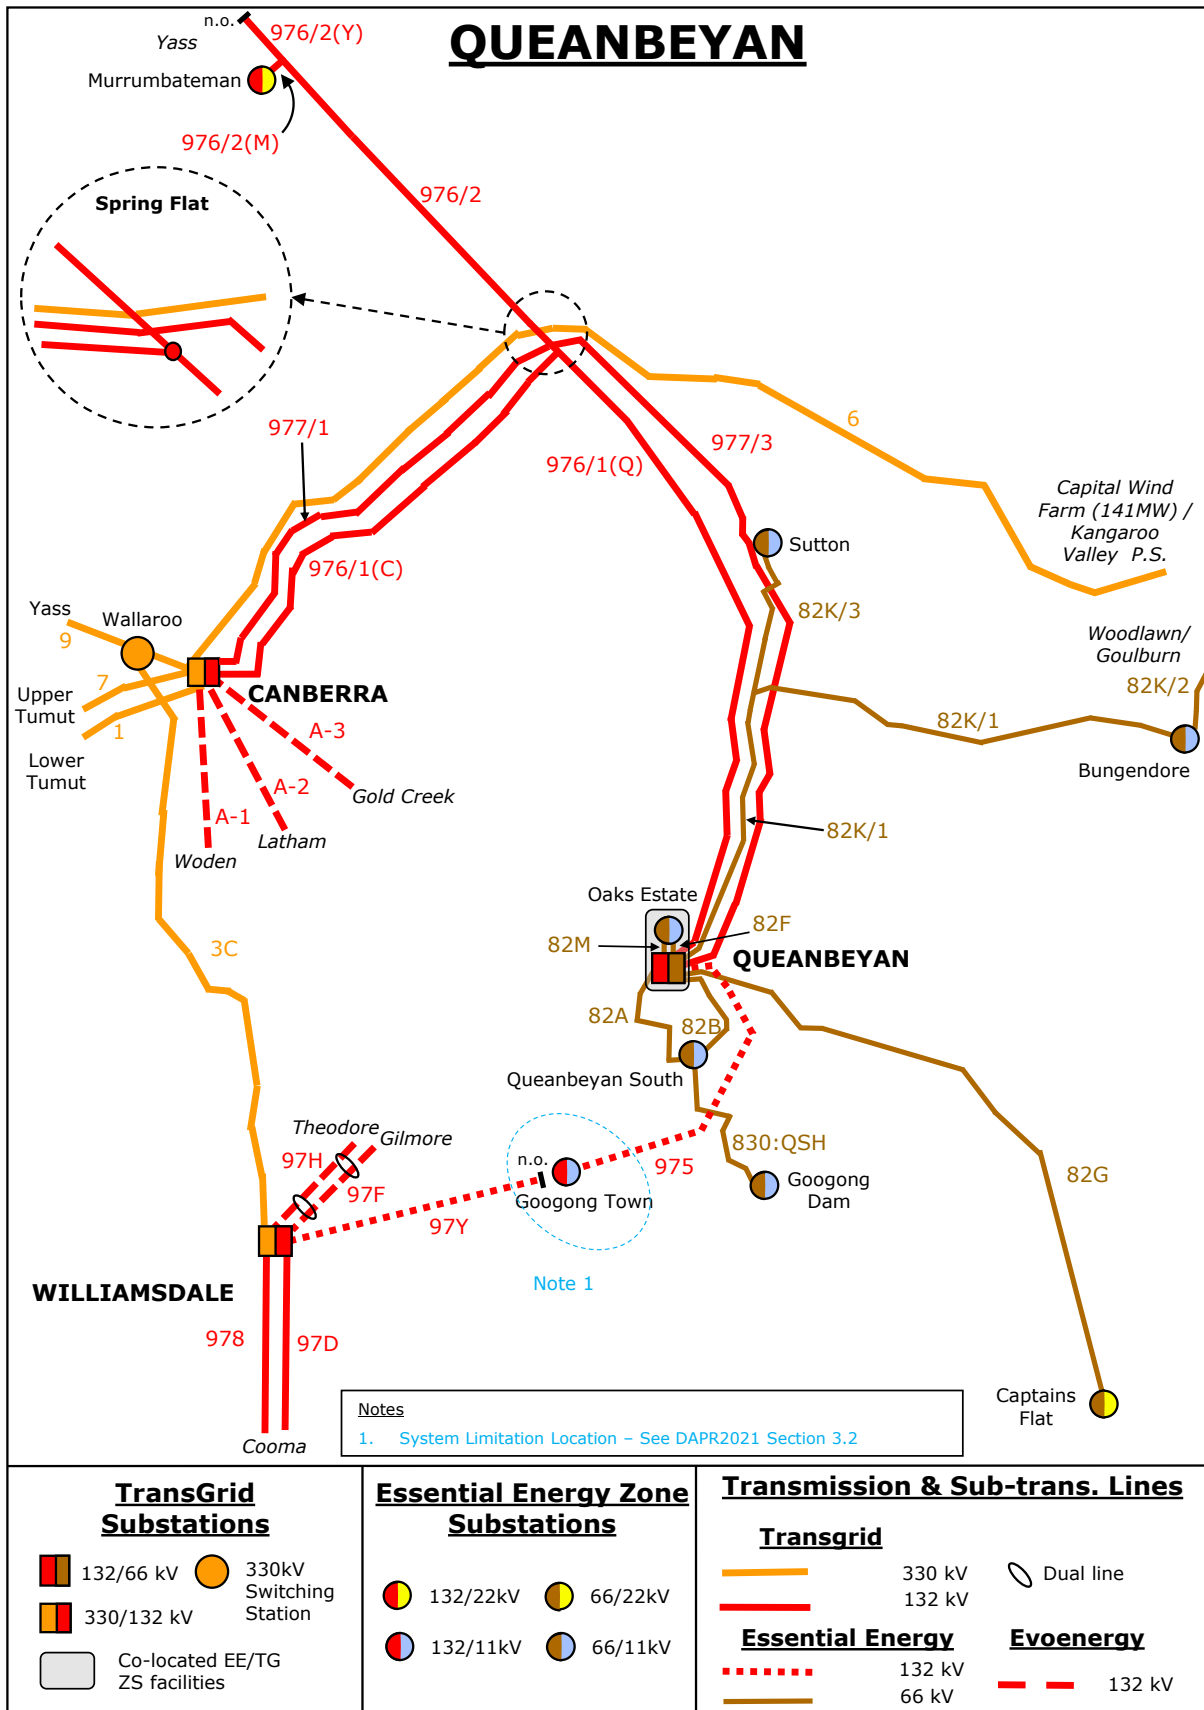 QUEANBEYAN
n.o.
976/2(Y)
Yass
Murrumbateman
976/2(M)
976/2
Spring Flat
977/1
977/3
976/1(Q)
6
Capital Wind
Farm (141MW) /
Kangaroo
Valley P.S.
Sutton
976/1(C)
82K/3
Yass
Wallaroo
9
Woodlawn/
Goulburn
82K/2
7
CANBERRA
Upper
Tumut
1
82K/1
A-3
Lower
Tumut
Bungendore
A-2
Gold Creek
A-1
Latham
82K/1
Woden
Oaks Estate
82F
82M
3C
QUEANBEYAN
82A
82B
Queanbeyan South
Theodore
Gilmore
830:QSH
97H
n.o.
975
82G
97F
Googong Town
Googong
Dam
97Y
Note 1
WILLIAMSDALE
978
97D
Captains
Flat
Cooma
Notes
1. System Limitation Location – See DAPR2021 Section 3.2
TransGrid
Substations
132/66 kV
330kV
Switching
Station
330/132 kV
Co-located EE/TG
ZS facilities
Essential Energy Zone
Substations
132/22kV
66/22kV
132/11kV
66/11kV
Transmission & Sub-trans. Lines
Transgrid
330 kV
Dual line
132 kV
Essential Energy
Evoenergy
132 kV
132 kV
66 kV